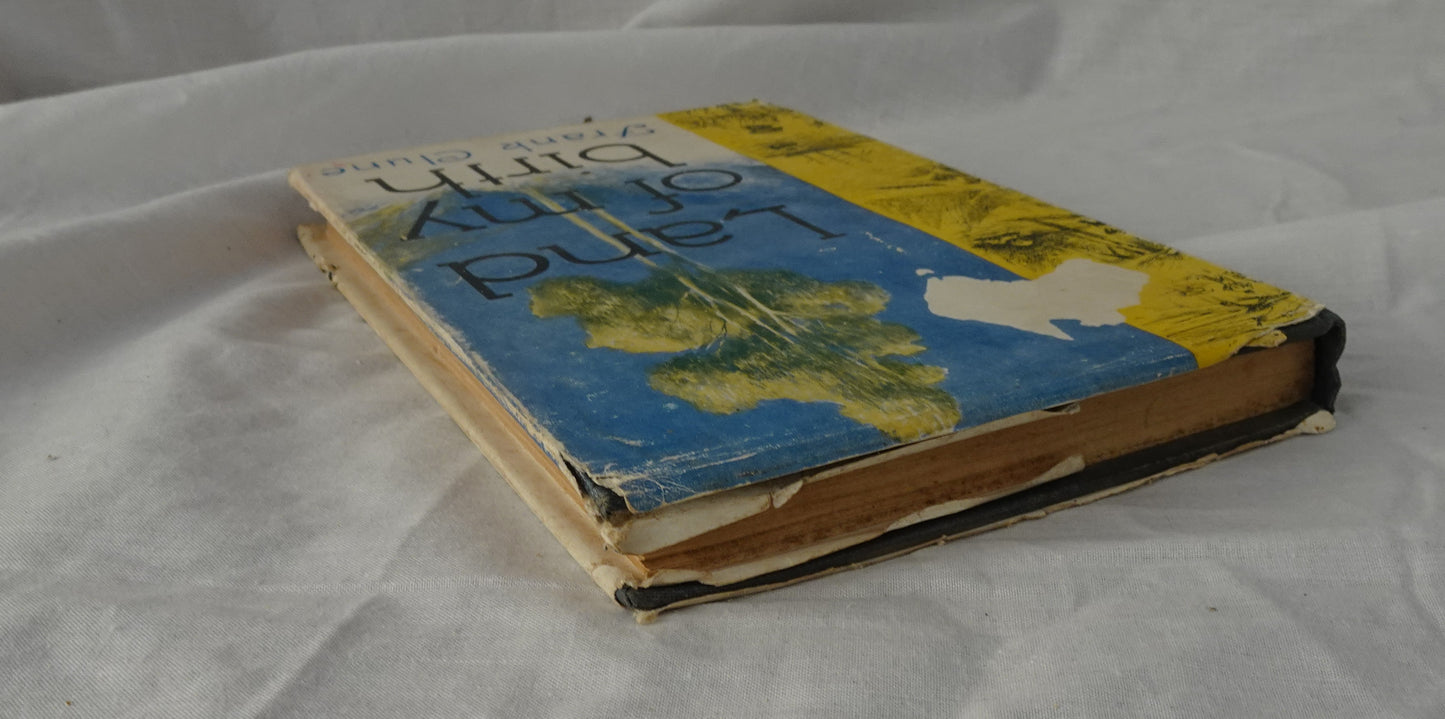 Land
of my
birth
Frank Clune